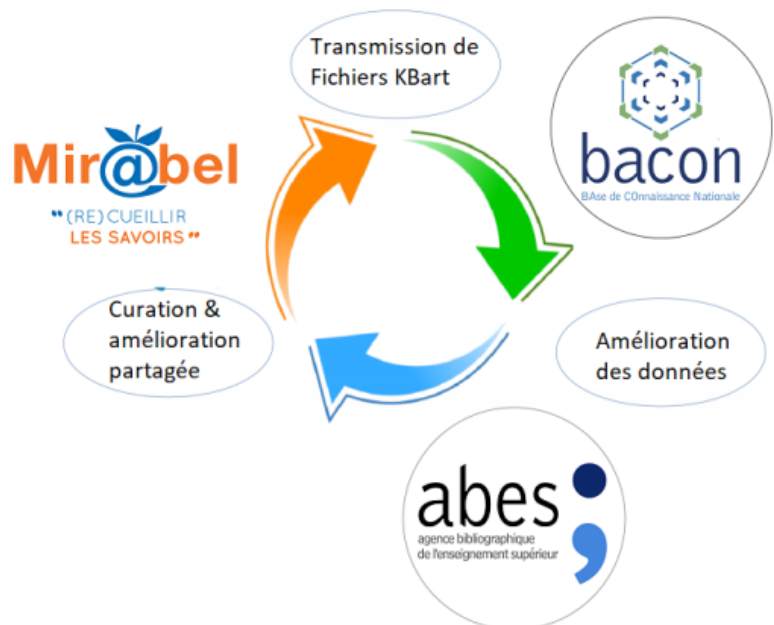 Transmission de
Fichiers KBart
bacon
BAse de COnnaissance Nationale
Mir@bel
"(RE)CUEILLIR
LES SAVOIRS"
Curation &
amélioration
partagée
Amélioration
des données
abes
agence bibliographique
de l'enseignement supérieur